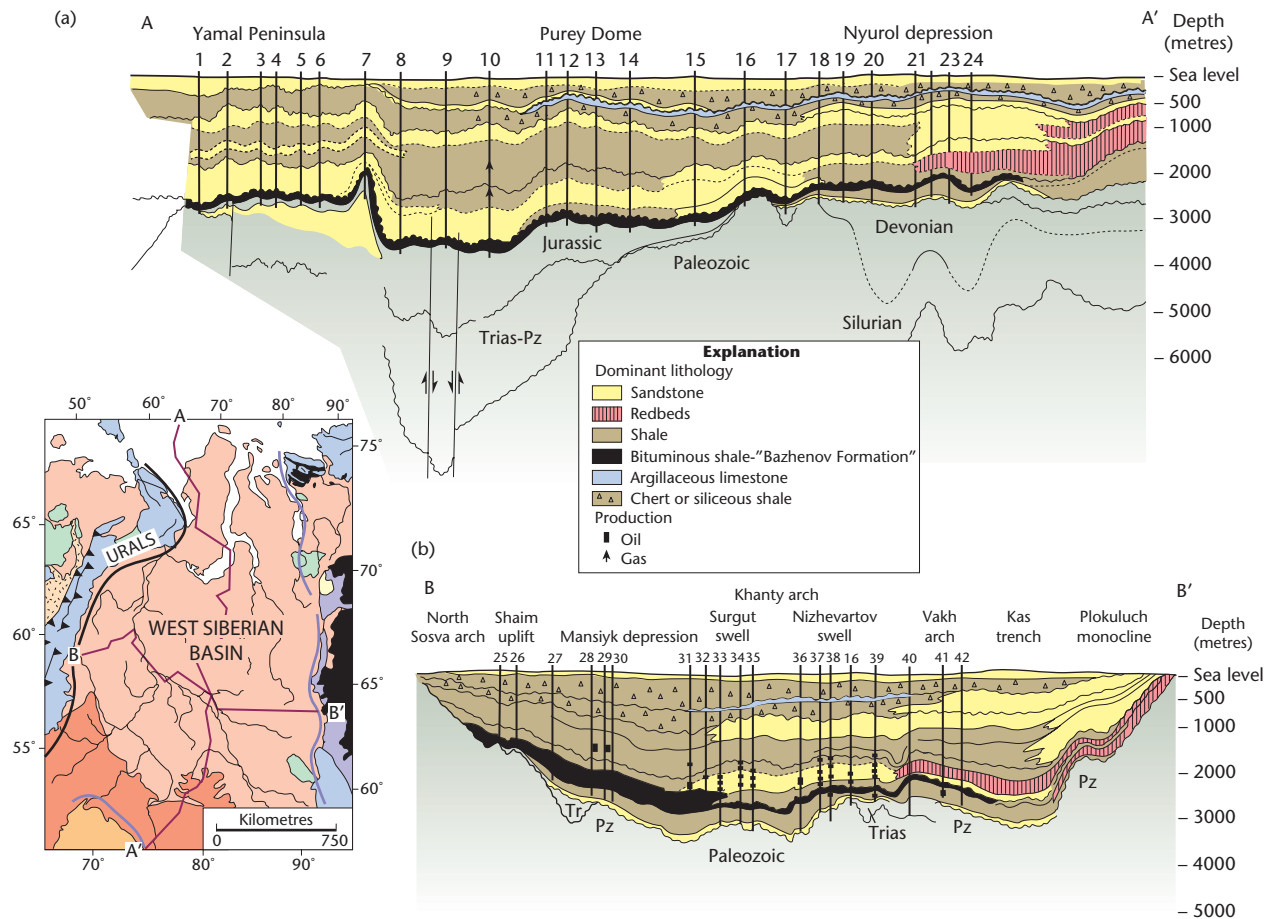 (a)
A
A’
Depth
(metres)
Yamal Peninsula
Purey Dome
Nyurol depression
1 2 3 4 5 6 7 8 9 10 11 12 13 14 15 16 17 18 19 20 21 23 24
– Sea level
– 500
– 1000
– 2000
– 3000
– 4000
– 5000
– 6000
Jurassic
Paleozoic
Devonian
Trias-Pz
Silurian
Explanation
Dominant lithology
Sandstone
Redbeds
Shale
Bituminous shale-”Bazhenov Formation”
Argillaceous limestone
Chert or siliceous shale
Production
Oil
Gas
50˚ 60˚ 70˚ 80˚ 90˚
A
75˚
65˚
URALS
70˚
60˚
WEST SIBERIAN
BASIN
B
65˚
B’
55˚
60˚
Kilometres
0 750
A’
70˚ 80˚ 90˚
(b)
B
B’
Khanty arch
North
Sosva arch
Shaim
uplift
Mansiyk depression
Surgut
swell
Nizhevartov
swell
Vakh
arch
Kas
trench
Plokuluch
monocline
Depth
(metres)
25 26 27 28 29 30 31 32 33 34 35 36 37 38 16 39 40 41 42
– Sea level
– 500
– 1000
– 2000
– 3000
– 4000
– 5000
Tr
Pz
Paleozoic
Trias
Pz
Pz